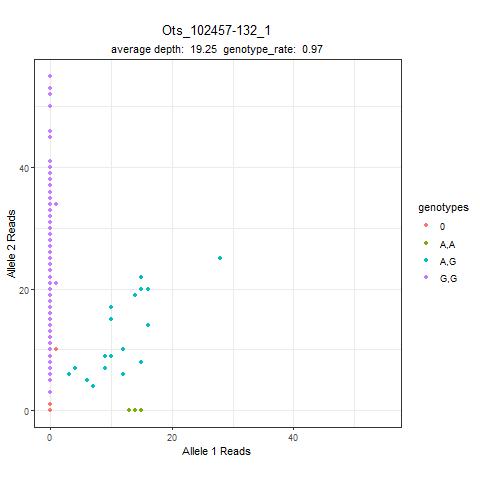 Ots_102457-132_1
average depth: 19.25 genotype_rate: 0.97
Allele 2 Reads
40
20
0
0
20
40
Allele 1 Reads
genotypes
0
A,A
A,G
G,G